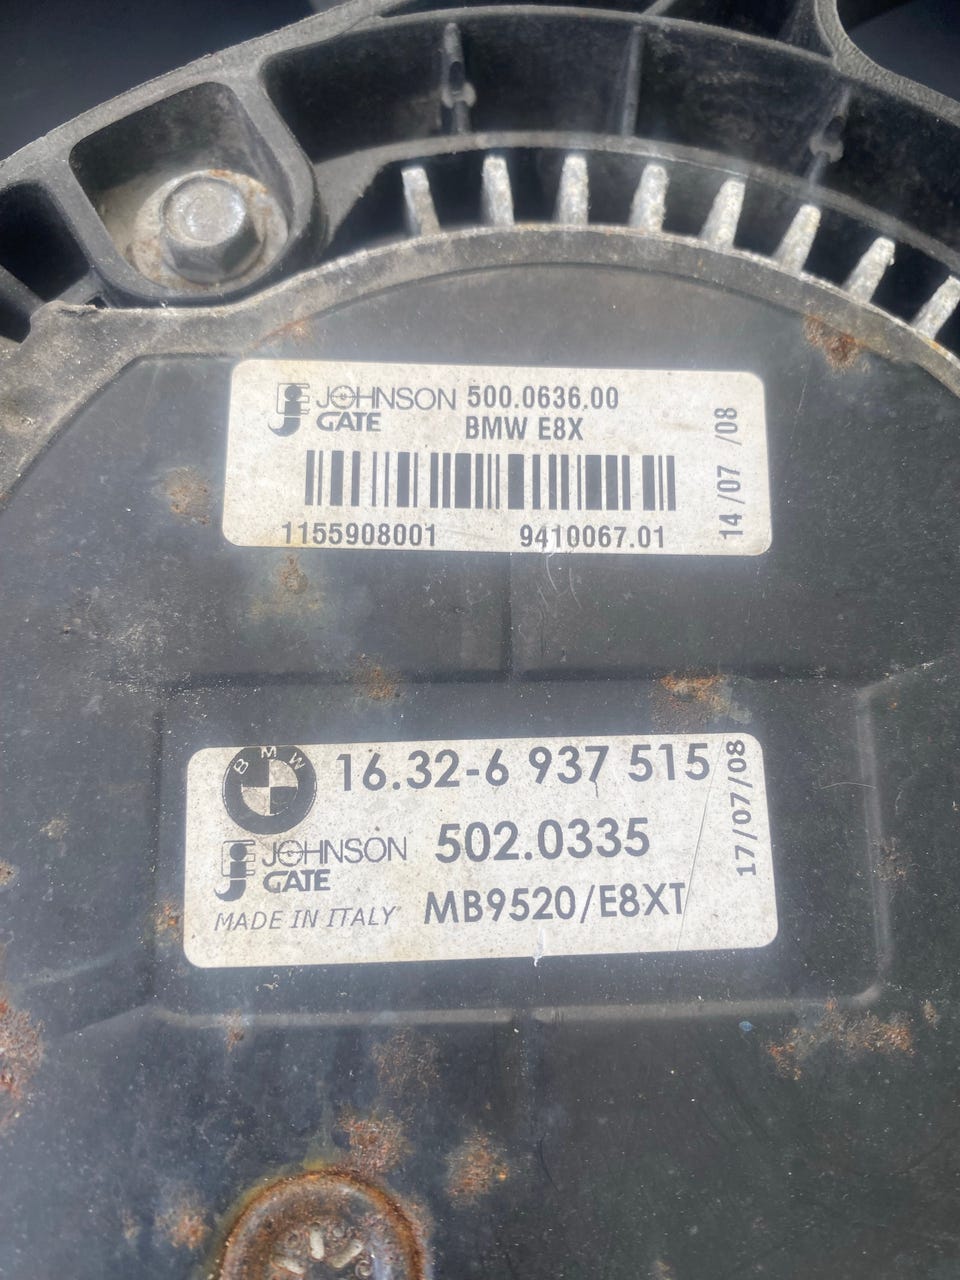 JOHNSON 500.0636.00
GATE BMW E8X
1155908001 9410067.01
14/07 /08
BMW 16.32-6 937 515
JOHNSON 502.0335
GATE
MADE IN ITALY MB9520/E8XT
17/07/08